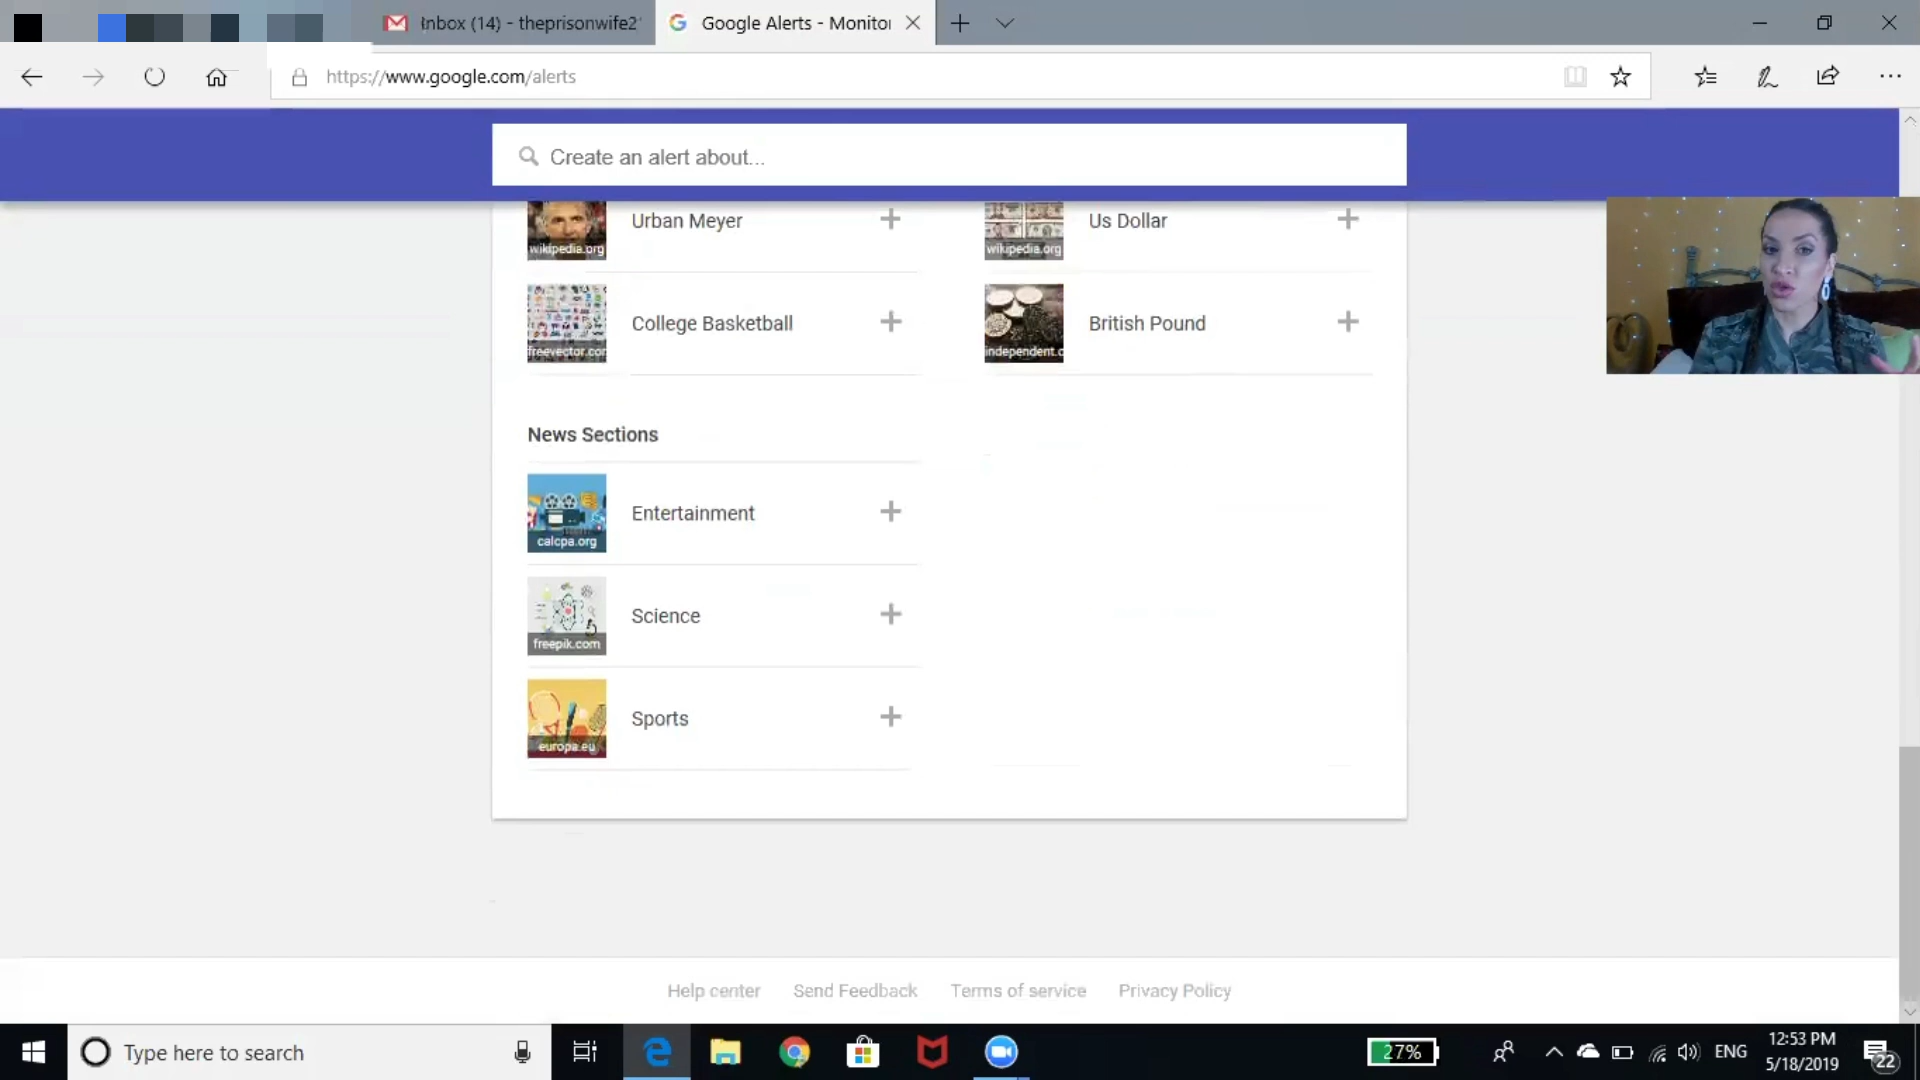 Inbox (14) - theprisonwife2
Google Alerts - Monitor
https://www.google.com/alerts
Create an alert about...
wikipedia.org
Urban Meyer
wikipedia.org
Us Dollar
freevector.com
College Basketball
independent.c
British Pound
News Sections
calcpa.org
Entertainment
freepik.com
Science
europa.eu
Sports
Help center
Send Feedback
Terms of service
Privacy Policy
Type here to search
27%
ENG
12:53 PM
5/18/2019
22